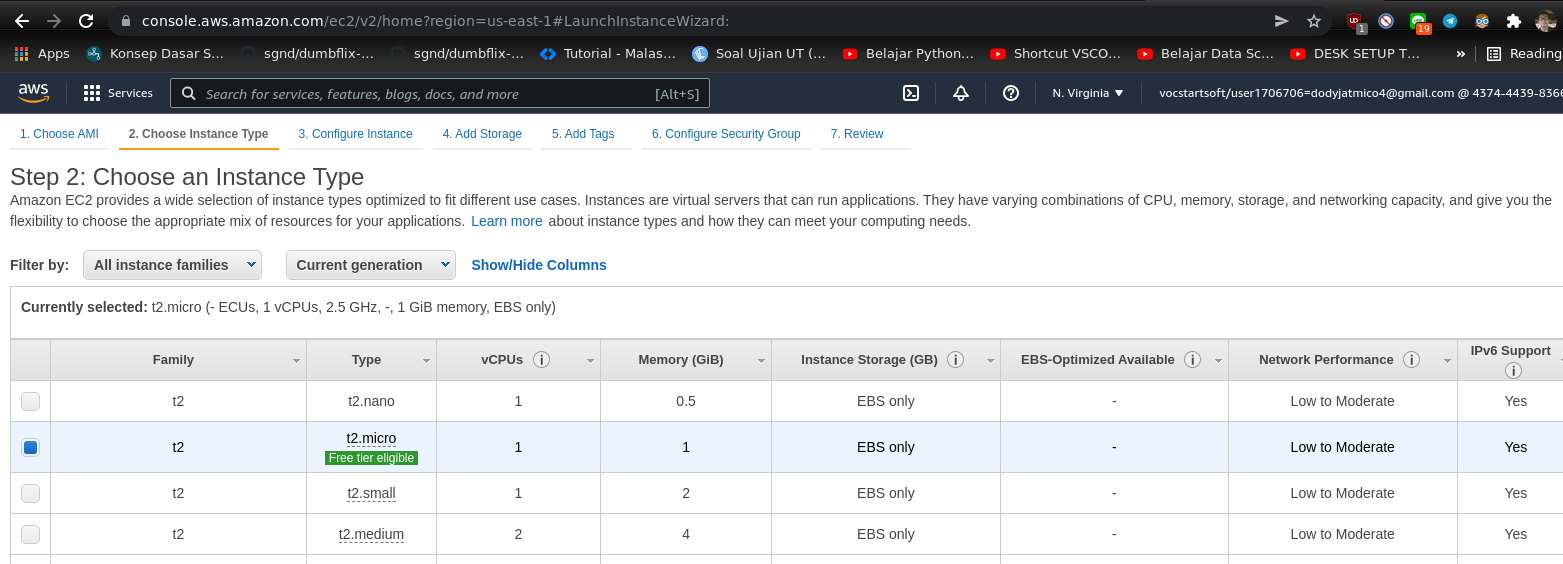 console.aws.amazon.com/ec2/v2/home?region=us-east-1#LaunchInstanceWizard:
1
19
Apps
Konsep Dasar S...
sgnd/dumbflix-...
sgnd/dumbflix-...
Tutorial - Malas...
Soal Ujian UT (...
Belajar Python...
Shortcut VSCO...
Belajar Data Sc...
DESK SETUP T...
»
Reading
aws
Services
Search for services, features, blogs, docs, and more
[Alt+S]
N. Virginia
vocstartsoft/user1706706=dodyjatmico4@gmail.com @ 4374-4439-8366
1. Choose AMI
2. Choose Instance Type
3. Configure Instance
4. Add Storage
5. Add Tags
6. Configure Security Group
7. Review
Step 2: Choose an Instance Type
Amazon EC2 provides a wide selection of instance types optimized to fit different use cases. Instances are virtual servers that can run applications. They have varying combinations of CPU, memory, storage, and networking capacity, and give you the
flexibility to choose the appropriate mix of resources for your applications. Learn more about instance types and how they can meet your computing needs.
Filter by: All instance families Current generation Show/Hide Columns
Currently selected: t2.micro (- ECUs, 1 vCPUs, 2.5 GHz, -, 1 GiB memory, EBS only)
Family Type vCPUs i Memory (GiB) Instance Storage (GB) i EBS-Optimized Available i Network Performance i IPv6 Support i
t2 t2.nano 1 0.5 EBS only - Low to Moderate Yes
t2 t2.micro 1 1 EBS only - Low to Moderate Yes
Free tier eligible
t2 t2.small 1 2 EBS only - Low to Moderate Yes
t2 t2.medium 2 4 EBS only - Low to Moderate Yes